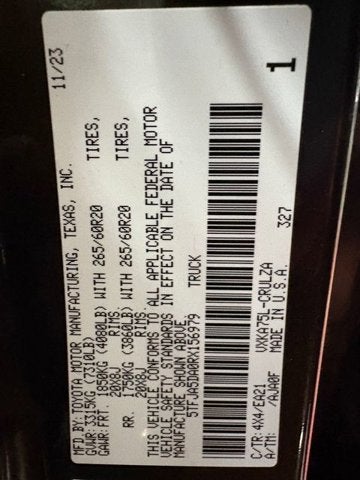 MFD.BY:TOYOTA MOTOR MANUFACTURING, TEXAS, INC. 11/23
GVWR:3315KG (7310LB)
GAWR:FRT. 1850KG (4080LB) WITH 265/60R20 TIRES,
20X8J RIMS
RR. 1750KG (3860LB) WITH 265/60R20 TIRES,
20X8J RIMS
THIS VEHICLE CONFORMS TO ALL APPLICABLE FEDERAL MOTOR
VEHICLE SAFETY STANDARDS IN EFFECT ON THE DATE OF
MANUFACTURE SHOWN ABOVE
5TFJA5DA0RX156979 TRUCK
1
C/TR:4X4/EA21 VXKA75L-CRULZA
A/TM: /AJA0F MADE IN U.S.A. 327